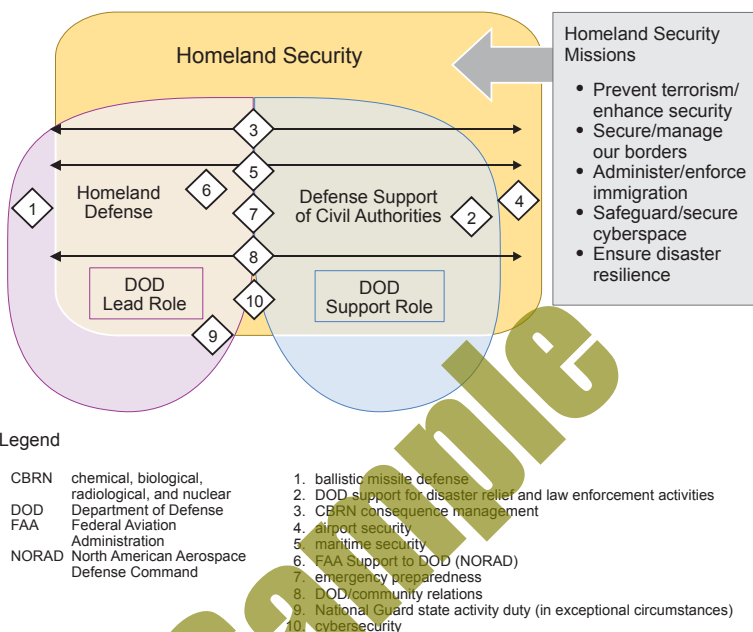 Homeland Security
Homeland Security
Missions
• Prevent terrorism/
enhance security
• Secure/manage
our borders
• Administer/enforce
immigration
• Safeguard/secure
cyberspace
• Ensure disaster
resilience
3
5
6
7
1
2
4
8
10
9
Homeland
Defense
Defense Support
of Civil Authorities
DOD
Lead Role
DOD
Support Role
Legend
CBRN chemical, biological,
radiological, and nuclear
DOD Department of Defense
FAA Federal Aviation
Administration
NORAD North American Aerospace
Defense Command
1. ballistic missile defense
2. DOD support for disaster relief and law enforcement activities
3. CBRN consequence management
4. airport security
5. maritime security
6. FAA Support to DOD (NORAD)
7. emergency preparedness
8. DOD/community relations
9. National Guard state activity duty (in exceptional circumstances)
10. cybersecurity
Sample